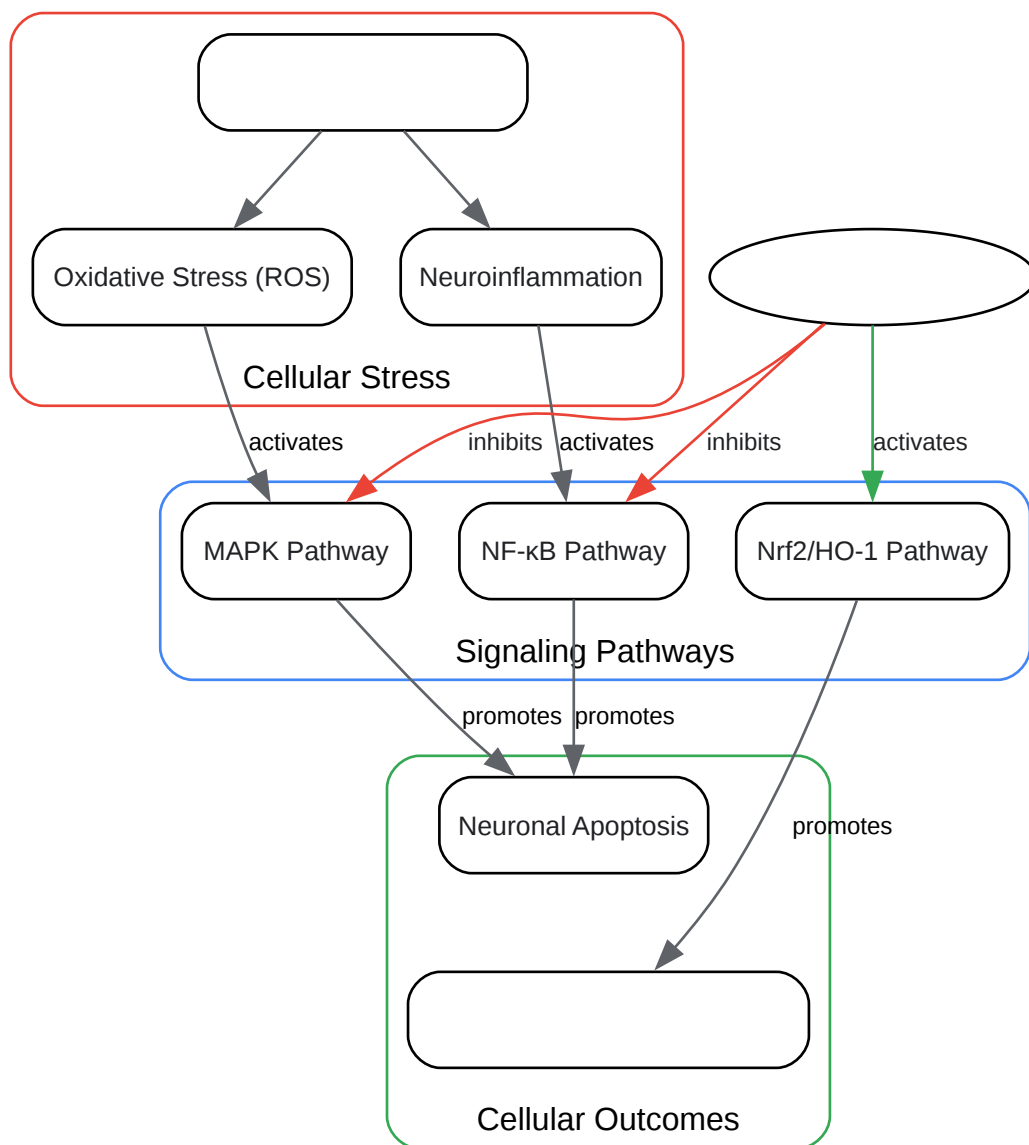 Oxidative Stress (ROS)
Neuroinflammation
Cellular Stress
activates
inhibits
activates
inhibits
activates
MAPK Pathway
NF-κB Pathway
Nrf2/HO-1 Pathway
Signaling Pathways
promotes
promotes
Neuronal Apoptosis
promotes
Cellular Outcomes